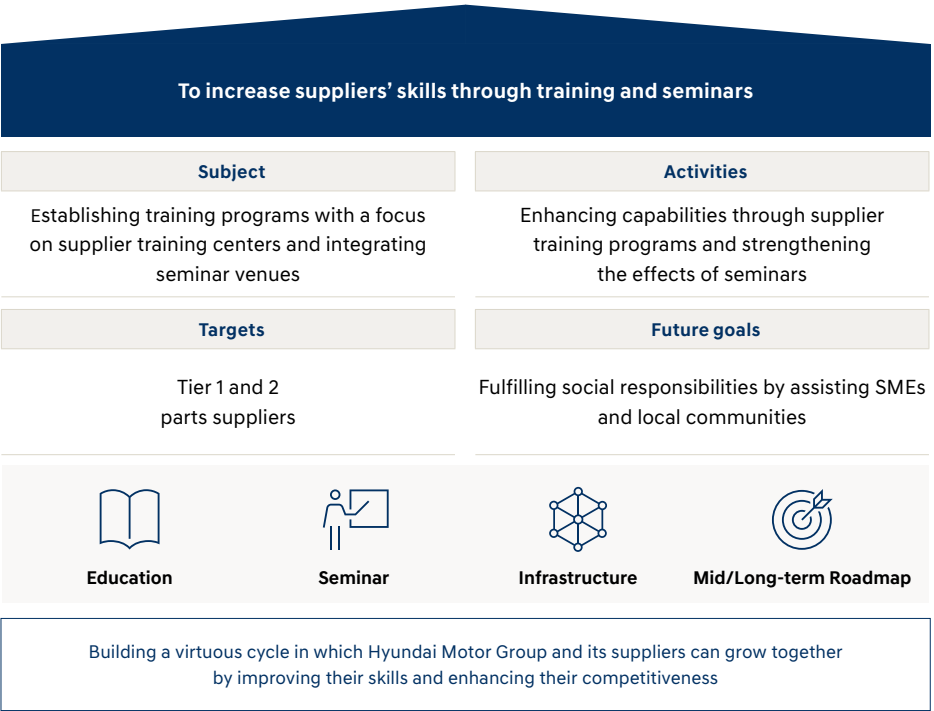 To increase suppliers’ skills through training and seminars
Subject
Establishing training programs with a focus
on supplier training centers and integrating
seminar venues
Activities
Enhancing capabilities through supplier
training programs and strengthening
the effects of seminars
Targets
Tier 1 and 2
parts suppliers
Future goals
Fulfilling social responsibilities by assisting SMEs
and local communities
Education
Seminar
Infrastructure
Mid/Long-term Roadmap
Building a virtuous cycle in which Hyundai Motor Group and its suppliers can grow together
by improving their skills and enhancing their competitiveness